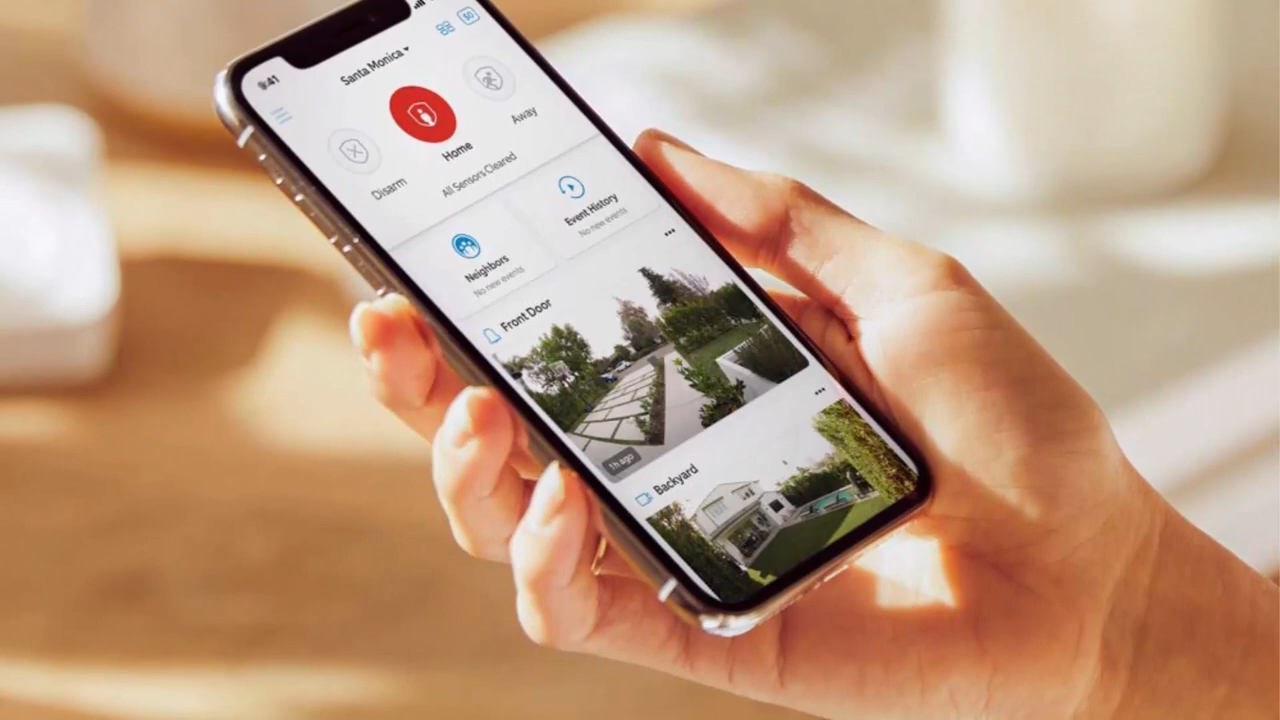 9:41
Santa Monica
Disarm
Home
Away
All Sensors Cleared
Neighbors
No new events
Event History
No new events
Front Door
1h ago
Backyard